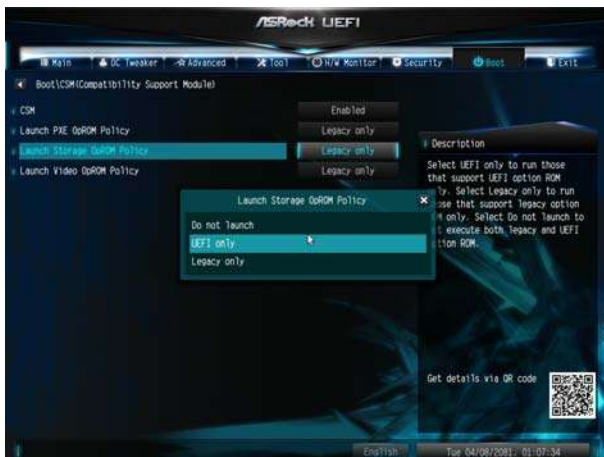 ASRock UEFI
Main OC Tweaker Advanced Tool H/W Monitor Security Boot Exit
Boot\CSM(Compatibility Support Module)
CSM Enabled
Launch PXE OpROM Policy Legacy only
Launch Storage OpROM Policy Legacy only
Launch Video OpROM Policy Legacy only
Launch Storage OpROM Policy
Do not launch
UEFI only
Legacy only
Description
Select UEFI only to run those
that support UEFI option ROM
Select Legacy only to run
that support legacy option
only. Select Do not launch to
execute both legacy and UEFI
ROM.
Get details via QR code
English Tue 04/08/2081, 01:07:34